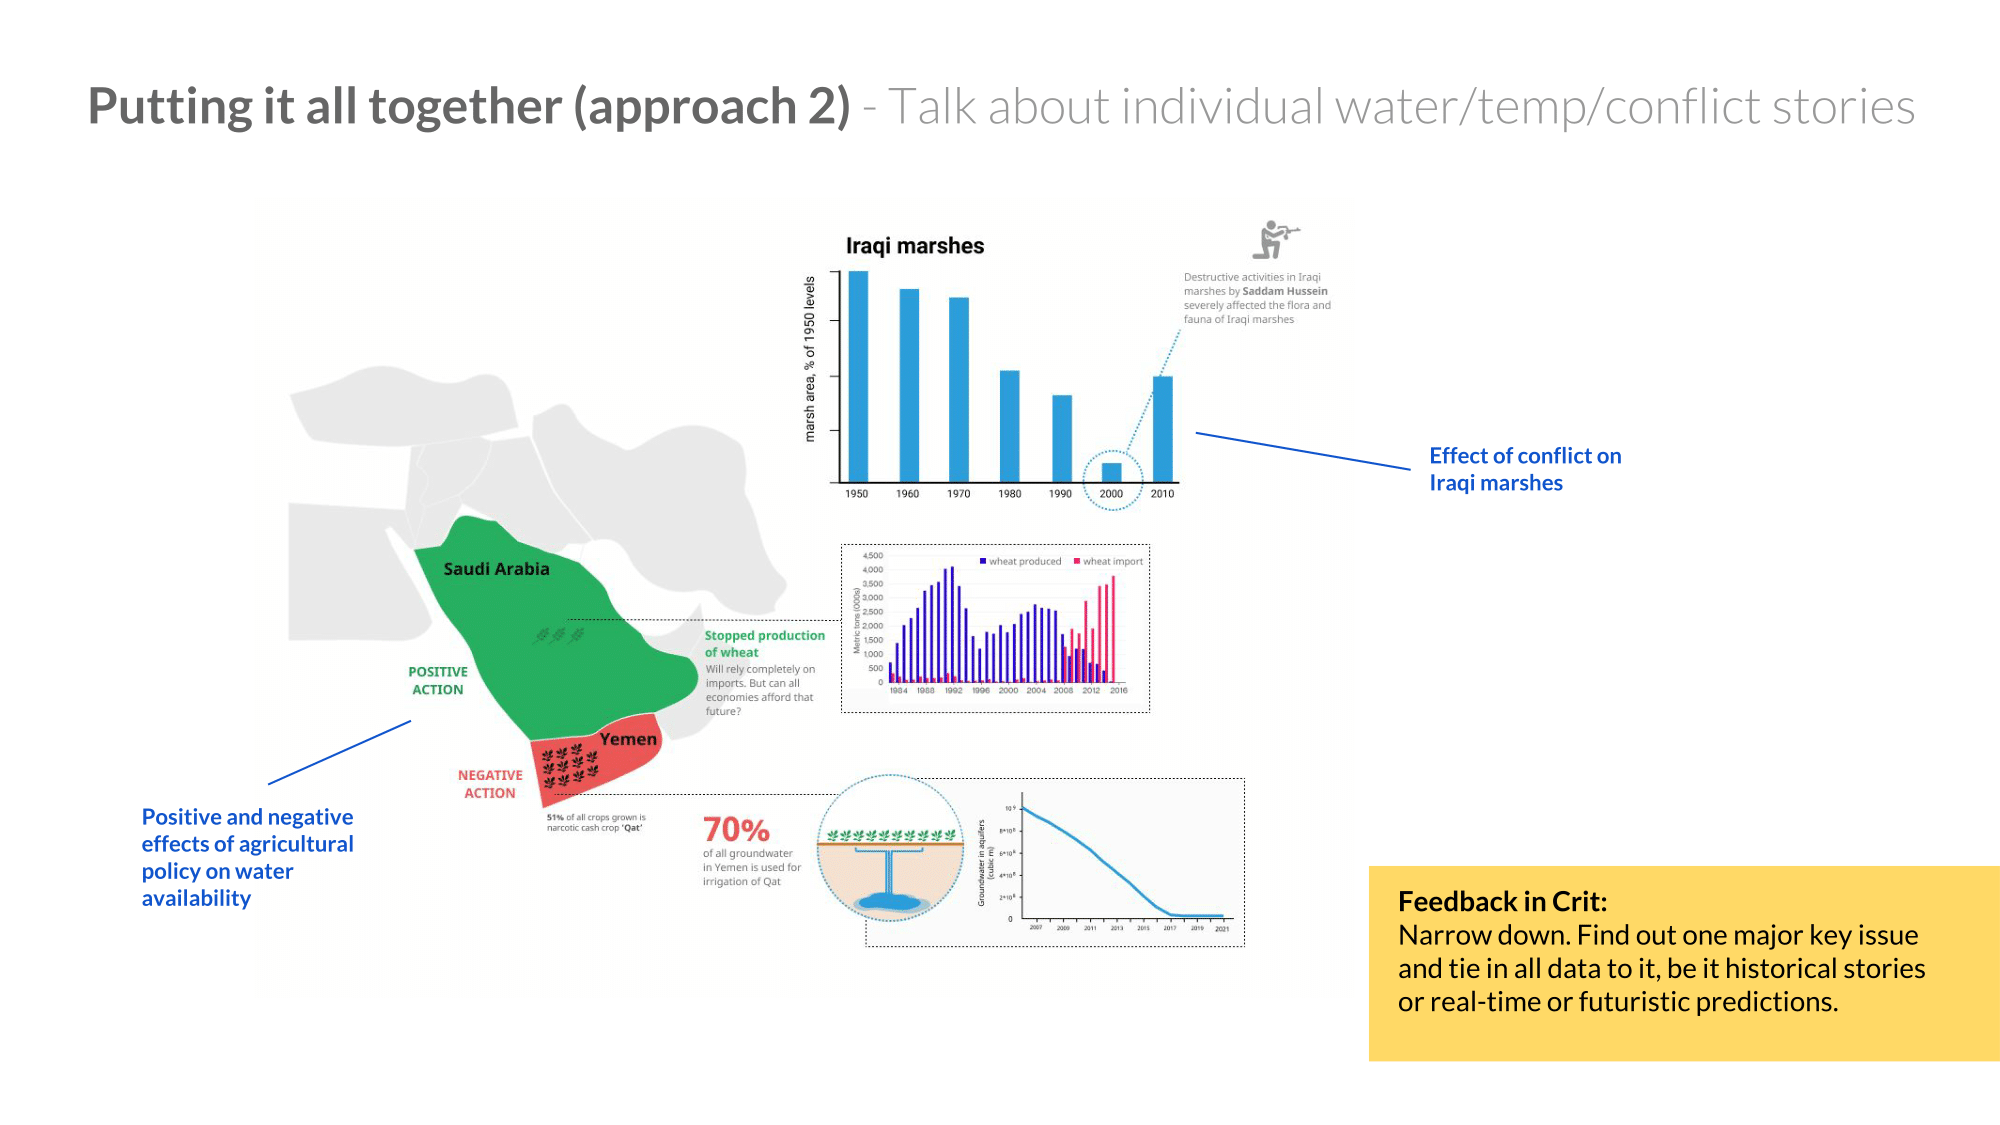 Putting it all together (approach 2) - Talk about individual water/temp/conflict stories
Iraqi marshes
marsh area, % of 1950 levels
1950 1960 1970 1980 1990 2000 2010
Destructive activities in Iraqi
marshes by Saddam Hussein
severely affected the flora and
fauna of Iraqi marshes
Effect of conflict on
Iraqi marshes
Saudi Arabia
POSITIVE
ACTION
Stopped production
of wheat
Will rely completely on
imports. But can all
economies afford that
future?
wheat produced wheat import
Metric tons (000s)
4,500
4,000
3,500
3,000
2,500
2,000
1,500
1,000
500
0
1984 1988 1992 1996 2000 2004 2008 2012 2016
Yemen
NEGATIVE
ACTION
51% of all crops grown is
narcotic cash crop 'Qat'
70%
of all groundwater
in Yemen is used for
irrigation of Qat
Groundwater in aquifers
(cubic m)
0
2007 2009 2011 2013 2015 2017 2019 2021
Positive and negative
effects of agricultural
policy on water
availability
Feedback in Crit:
Narrow down. Find out one major key issue
and tie in all data to it, be it historical stories
or real-time or futuristic predictions.